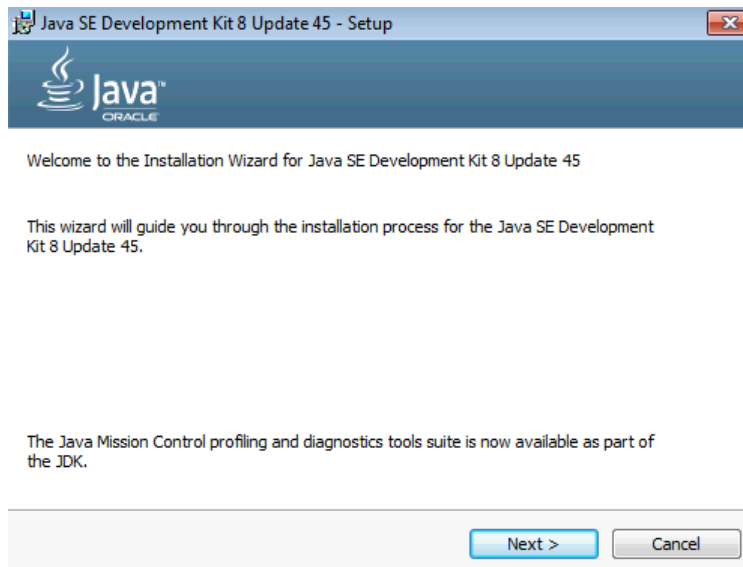 Java SE Development Kit 8 Update 45 - Setup
Java™
ORACLE
Welcome to the Installation Wizard for Java SE Development Kit 8 Update 45
This wizard will guide you through the installation process for the Java SE Development
Kit 8 Update 45.
The Java Mission Control profiling and diagnostics tools suite is now available as part of
the JDK.
Next > Cancel